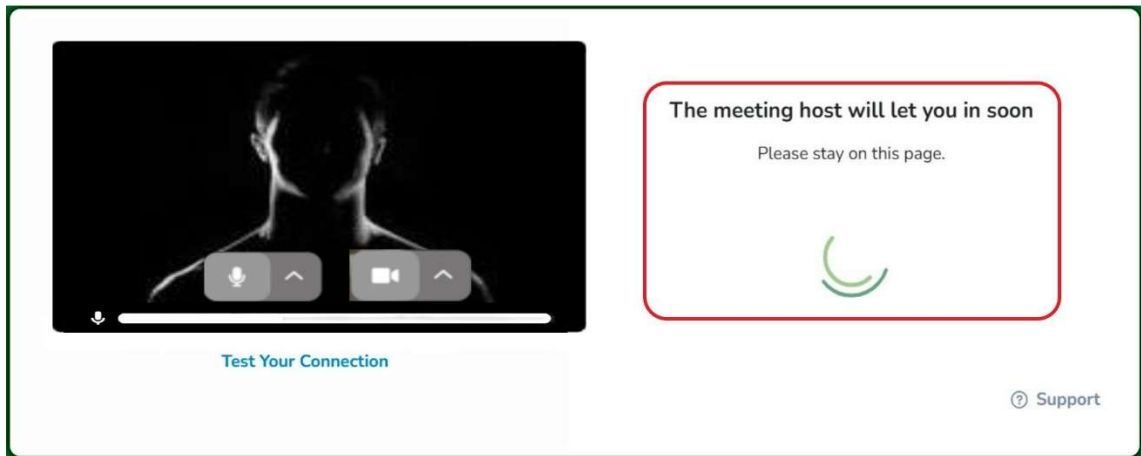 The meeting host will let you in soon
Please stay on this page.
Test Your Connection
Support